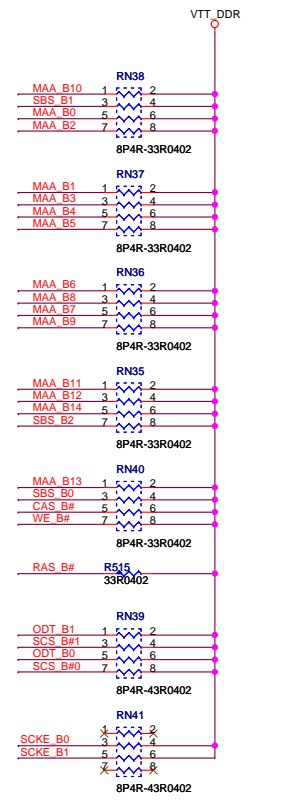 VTT_DDR
RN38
MAA_B10 1 2
SBS_B1 3 4
MAA_B0 5 6
MAA_B2 7 8
8P4R-33R0402
RN37
MAA_B1 1 2
MAA_B3 3 4
MAA_B4 5 6
MAA_B5 7 8
8P4R-33R0402
RN36
MAA_B6 1 2
MAA_B8 3 4
MAA_B7 5 6
MAA_B9 7 8
8P4R-33R0402
RN35
MAA_B11 1 2
MAA_B12 3 4
MAA_B14 5 6
SBS_B2 7 8
8P4R-33R0402
RN40
MAA_B13 1 2
SBS_B0 3 4
CAS_B# 5 6
WE_B# 7 8
8P4R-33R0402
RAS_B# R515
33R0402
RN39
ODT_B1 1 2
SCS_B#1 3 4
ODT_B0 5 6
SCS_B#0 7 8
8P4R-43R0402
RN41
1 2
SCKE_B0 3 4
SCKE_B1 5 6
7 8
8P4R-43R0402